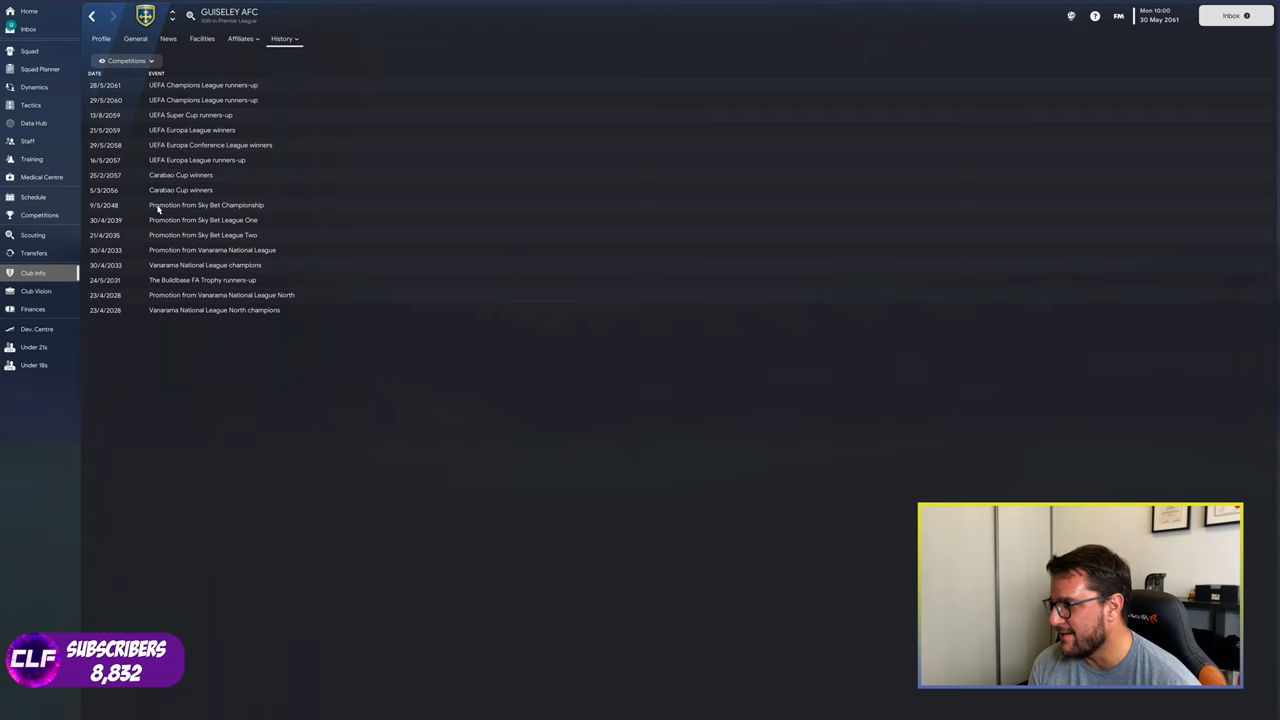 Home
Inbox
Squad
Squad Planner
Dynamics
Tactics
Data Hub
Staff
Training
Medical Centre
Schedule
Competitions
Scouting
Transfers
Club Info
Club Vision
Finances
Dev. Centre
Under 21s
Under 18s
GUISELEY AFC
10th in Premier League
FM
Mon 10:00
30 May 2061
Inbox
Profile
General
News
Facilities
Affiliates
History
Competitions
DATE EVENT
28/5/2061 UEFA Champions League runners-up
29/5/2060 UEFA Champions League runners-up
13/8/2059 UEFA Super Cup runners-up
21/5/2059 UEFA Europa League winners
29/5/2058 UEFA Europa Conference League winners
16/5/2057 UEFA Europa League runners-up
25/2/2057 Carabao Cup winners
5/3/2056 Carabao Cup winners
9/5/2048 Promotion from Sky Bet Championship
30/4/2039 Promotion from Sky Bet League One
21/4/2035 Promotion from Sky Bet League Two
30/4/2033 Promotion from Vanarama National League
30/4/2033 Vanarama National League champions
24/5/2031 The Buildbase FA Trophy runners-up
23/4/2028 Promotion from Vanarama National League North
23/4/2028 Vanarama National League North champions
CLF
SUBSCRIBERS
8,832